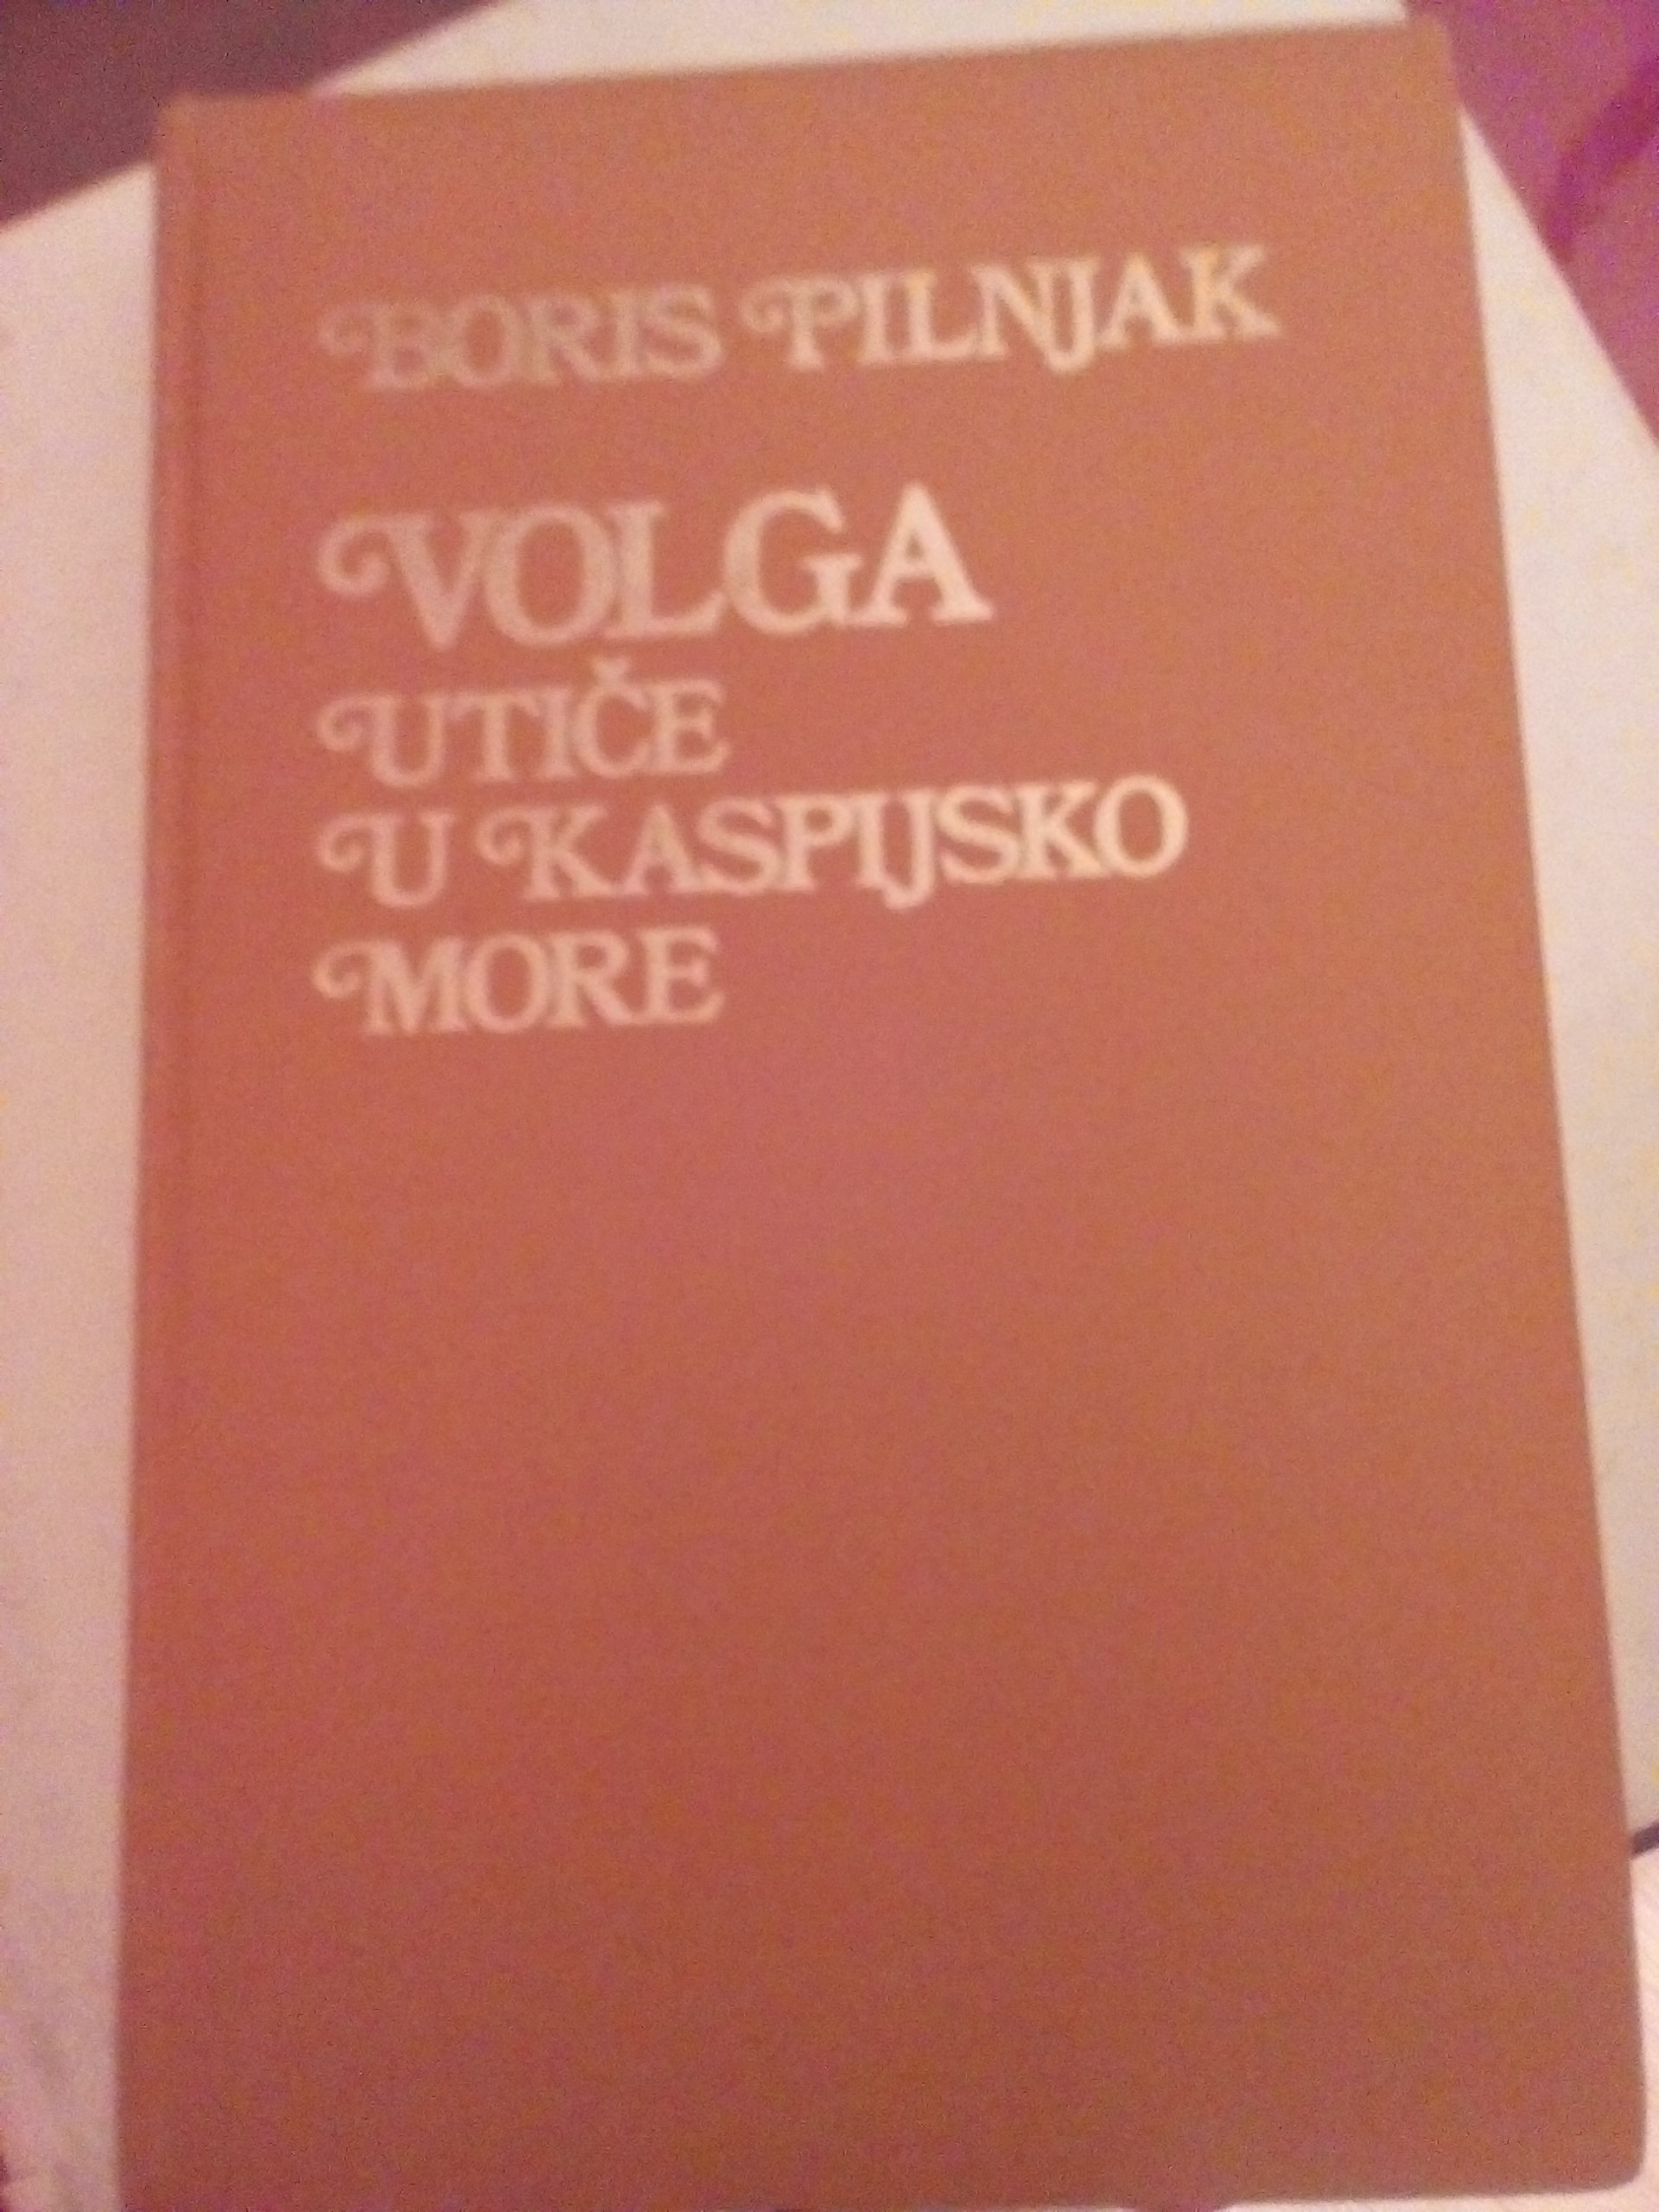 BORIS PILNJAK
VOLGA
UTIČE
U KASPIJSKO
MORE